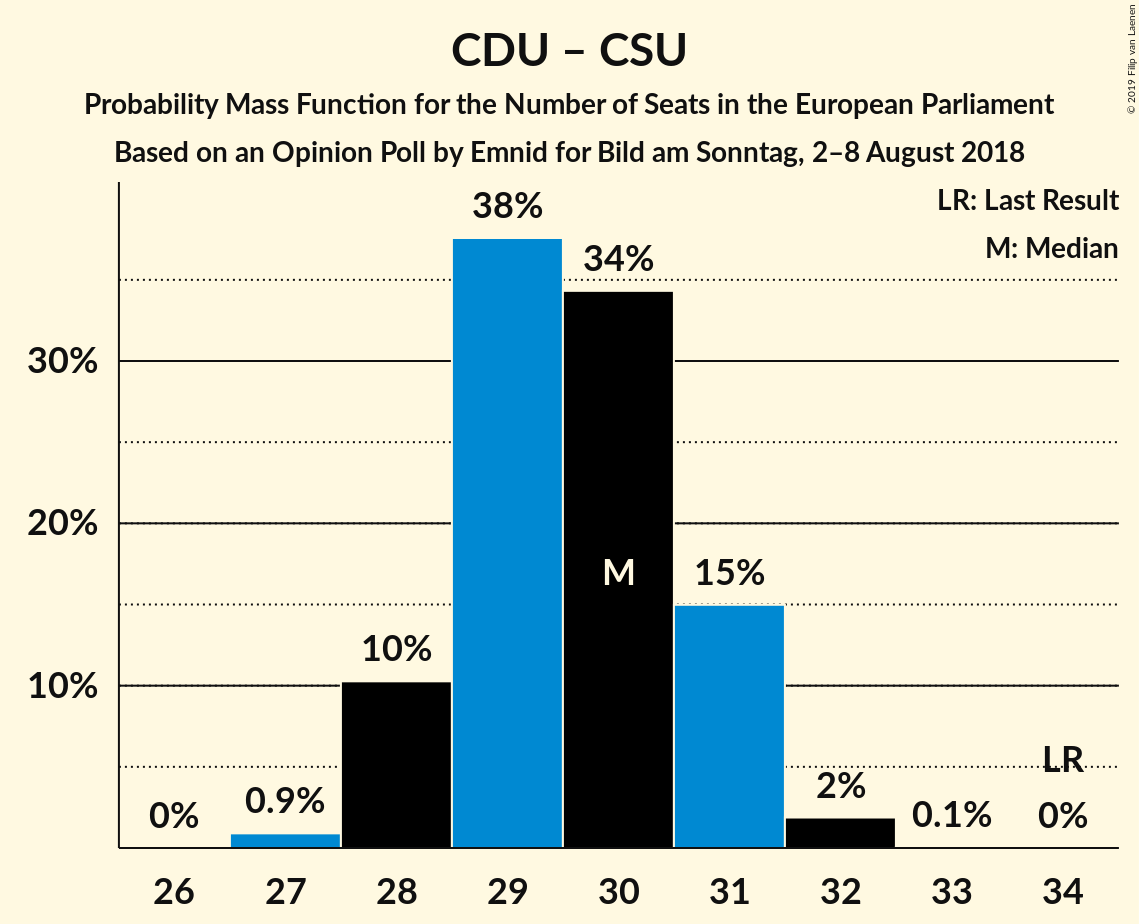 CDU – CSU
Probability Mass Function for the Number of Seats in the European Parliament
Based on an Opinion Poll by Emnid for Bild am Sonntag, 2–8 August 2018
© 2019 Filip van Laenen
LR: Last Result
M: Median
38%
34%
30%
20%
M
15%
10%
10%
LR
0%
0.9%
2%
0.1%
0%
26 27 28 29 30 31 32 33 34